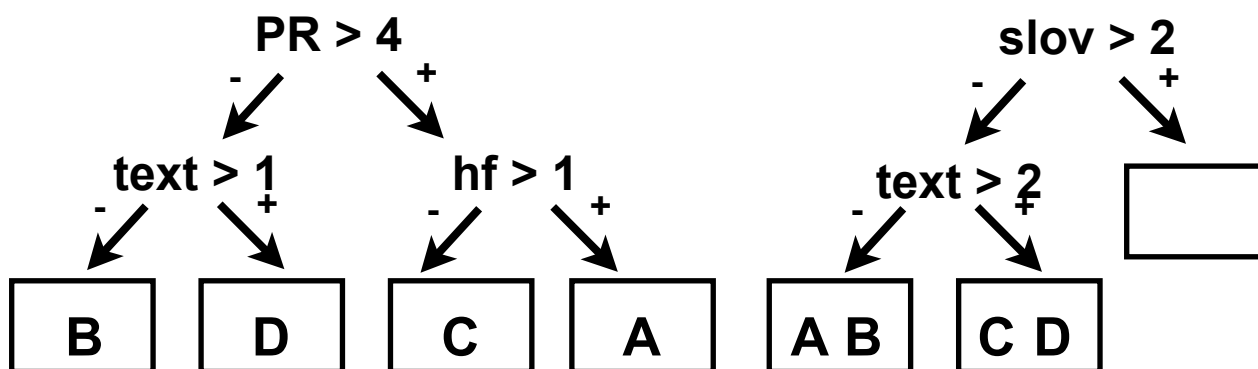 PR > 4
slov > 2
- +
- +
text > 1
hf > 1
text > 2
- +
- +
- +
B
D
C
A
A B
C D